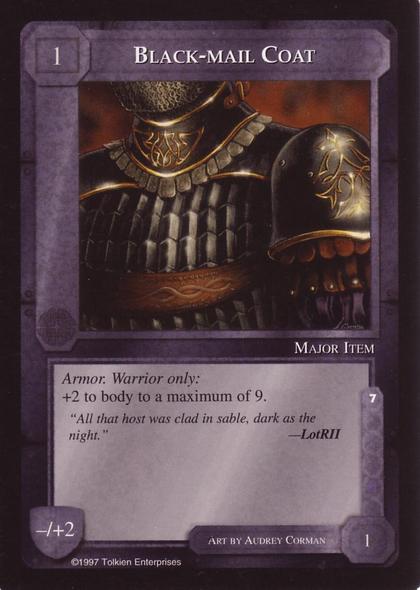 1
BLACK-MAIL COAT
MAJOR ITEM
Armor. Warrior only:
+2 to body to a maximum of 9.
“All that host was clad in sable, dark as the
night.” —LotRII
7
–/+2
ART BY AUDREY CORMAN
1
©1997 Tolkien Enterprises